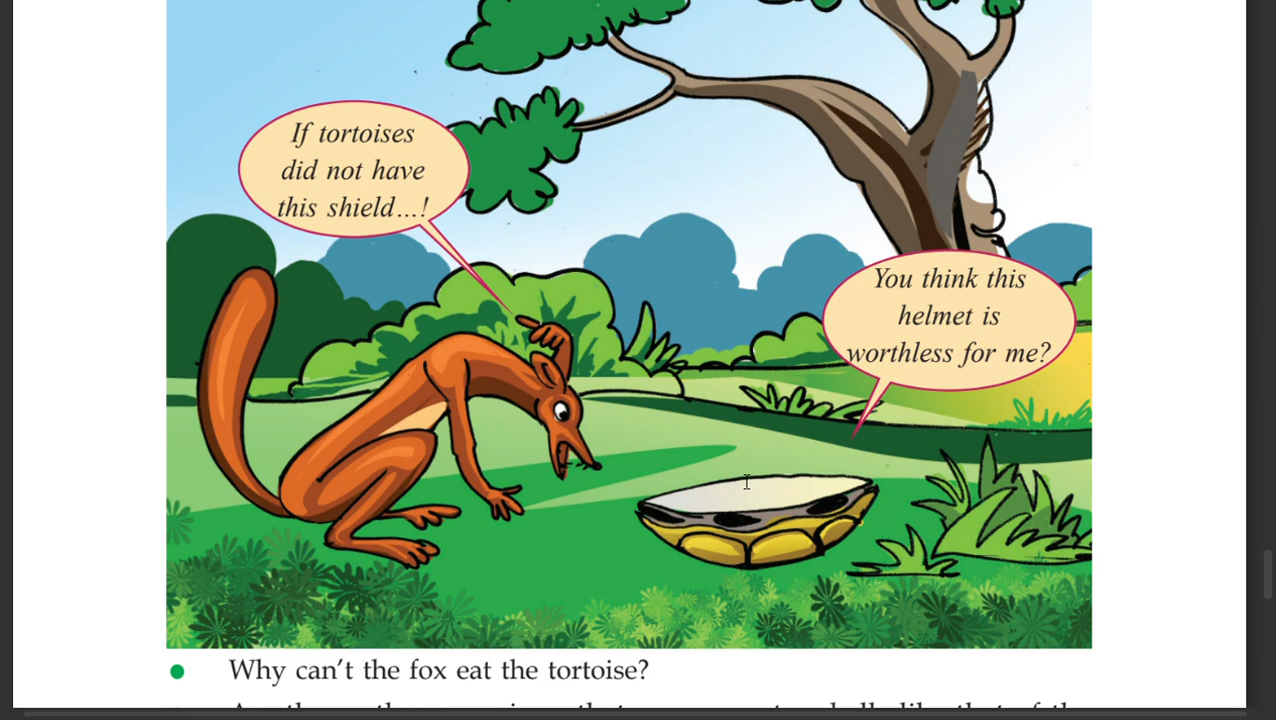 If tortoises
did not have
this shield...!
You think this
helmet is
worthless for me?
Why can't the fox eat the tortoise?